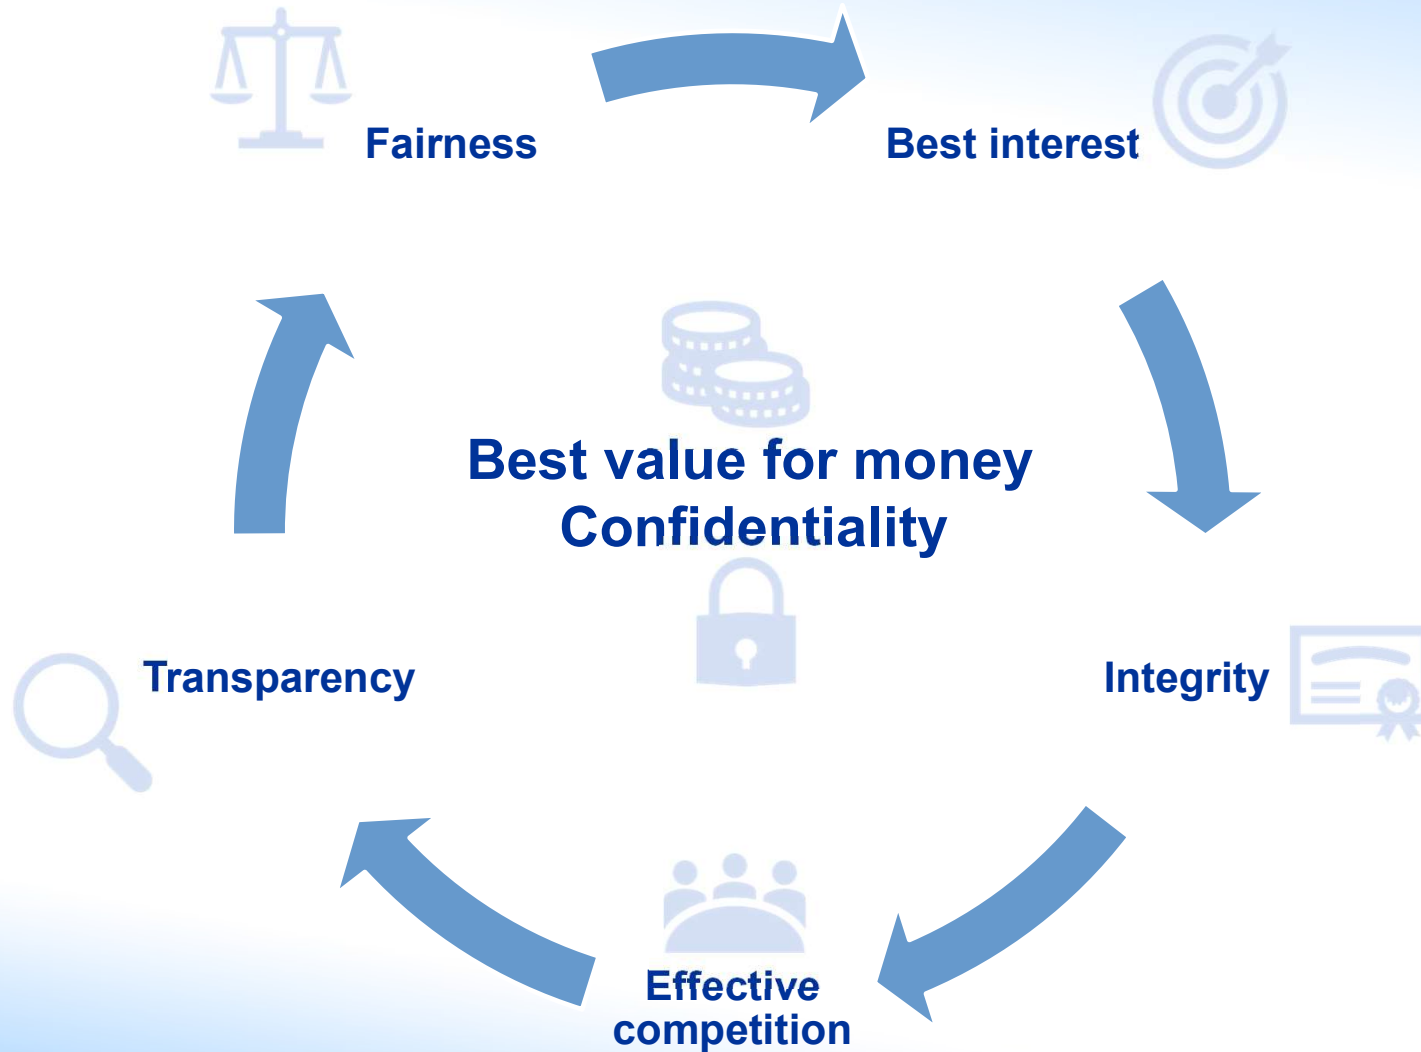 Fairness
Best interest
Best value for money
Confidentiality
Transparency
Integrity
Effective
competition